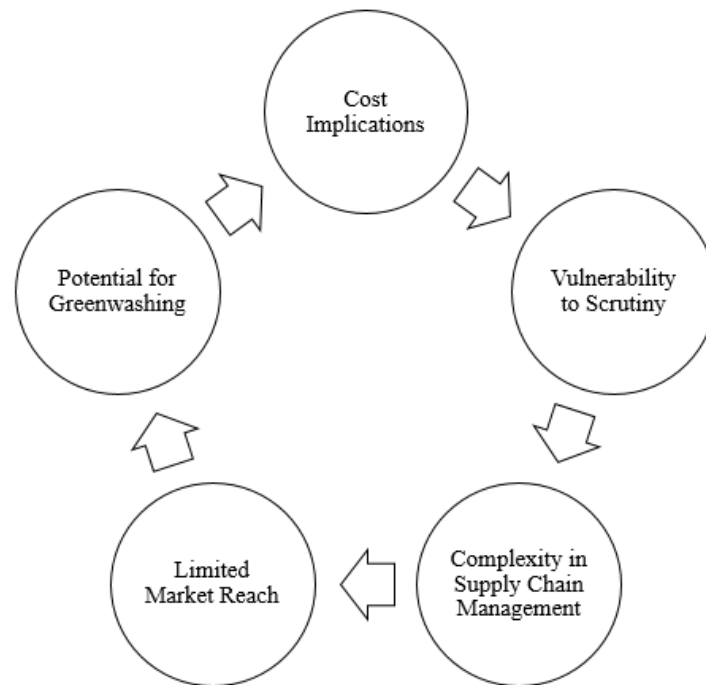 Cost
Implications
Vulnerability
to Scrutiny
Complexity in
Supply Chain
Management
Limited
Market Reach
Potential for
Greenwashing